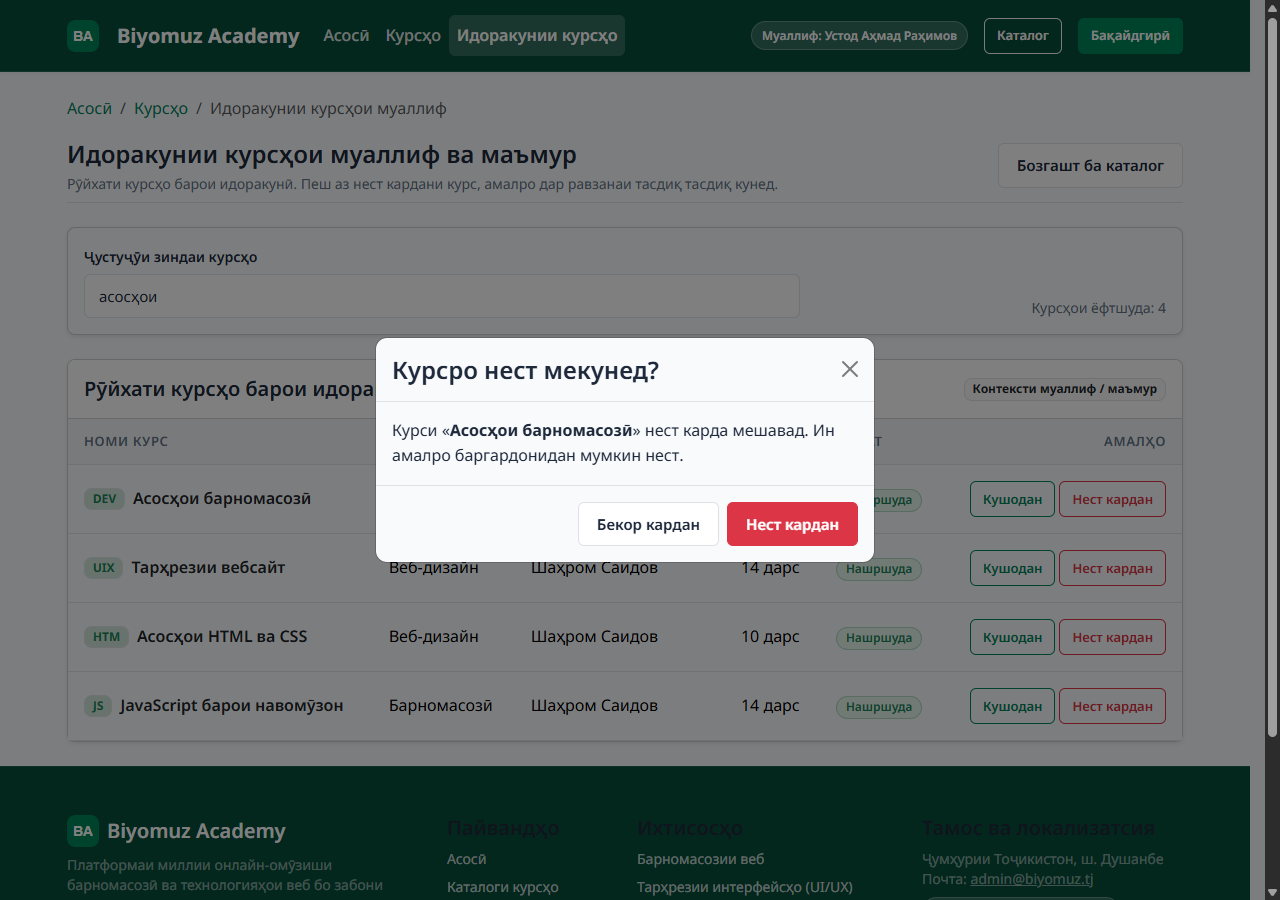 BA Biyomuz Academy Асосӣ Курсҳо Идоракунии курсҳо Муаллиф: Устод Аҳмад Раҳимов Каталог Бақайдгирӣ
Асосӣ / Курсҳо / Идоракунии курсҳои муаллиф
Идоракунии курсҳои муаллиф ва маъмур
Бозгашт ба каталог
Рӯйхати курсҳо барои идоракунӣ. Пеш аз нест кардани курс, амалро дар равзанаи тасдиқ тасдиқ кунед.
Ҷустуҷӯи зиндаи курсҳо
асосҳои
Курсҳои ёфтшуда: 4
Курсро нест мекунед?
Курси «Асосҳои барномасозӣ» нест карда мешавад. Ин
амалро баргардонидан мумкин нест.
Бекор кардан Нест кардан
Рӯйхати курсҳо барои идора
Контексти муаллиф / маъмур
НОМИ КУРС
АМАЛҲО
DEV Асосҳои барномасозӣ Кушодан Нест кардан
UIX Тарҳрезии вебсайт Веб-дизайн Шаҳром Саидов 14 дарс Нашршуда Кушодан Нест кардан
HTM Асосҳои HTML ва CSS Веб-дизайн Шаҳром Саидов 10 дарс Нашршуда Кушодан Нест кардан
JS JavaScript барои навомӯзон Барномасозӣ Шаҳром Саидов 14 дарс Нашршуда Кушодан Нест кардан
BA Biyomuz Academy
Платформаи миллии онлайн-омӯзиши
барномасозӣ ва технологияҳои веб бо забони
Пайвандҳо
Асосӣ
Каталоги курсҳо
Ихтисосҳо
Барномасозии веб
Тарҳрезии интерфейсҳо (UI/UX)
Тамос ва локализатсия
Ҷумҳурии Тоҷикистон, ш. Душанбе
Почта: admin@biyomuz.tj